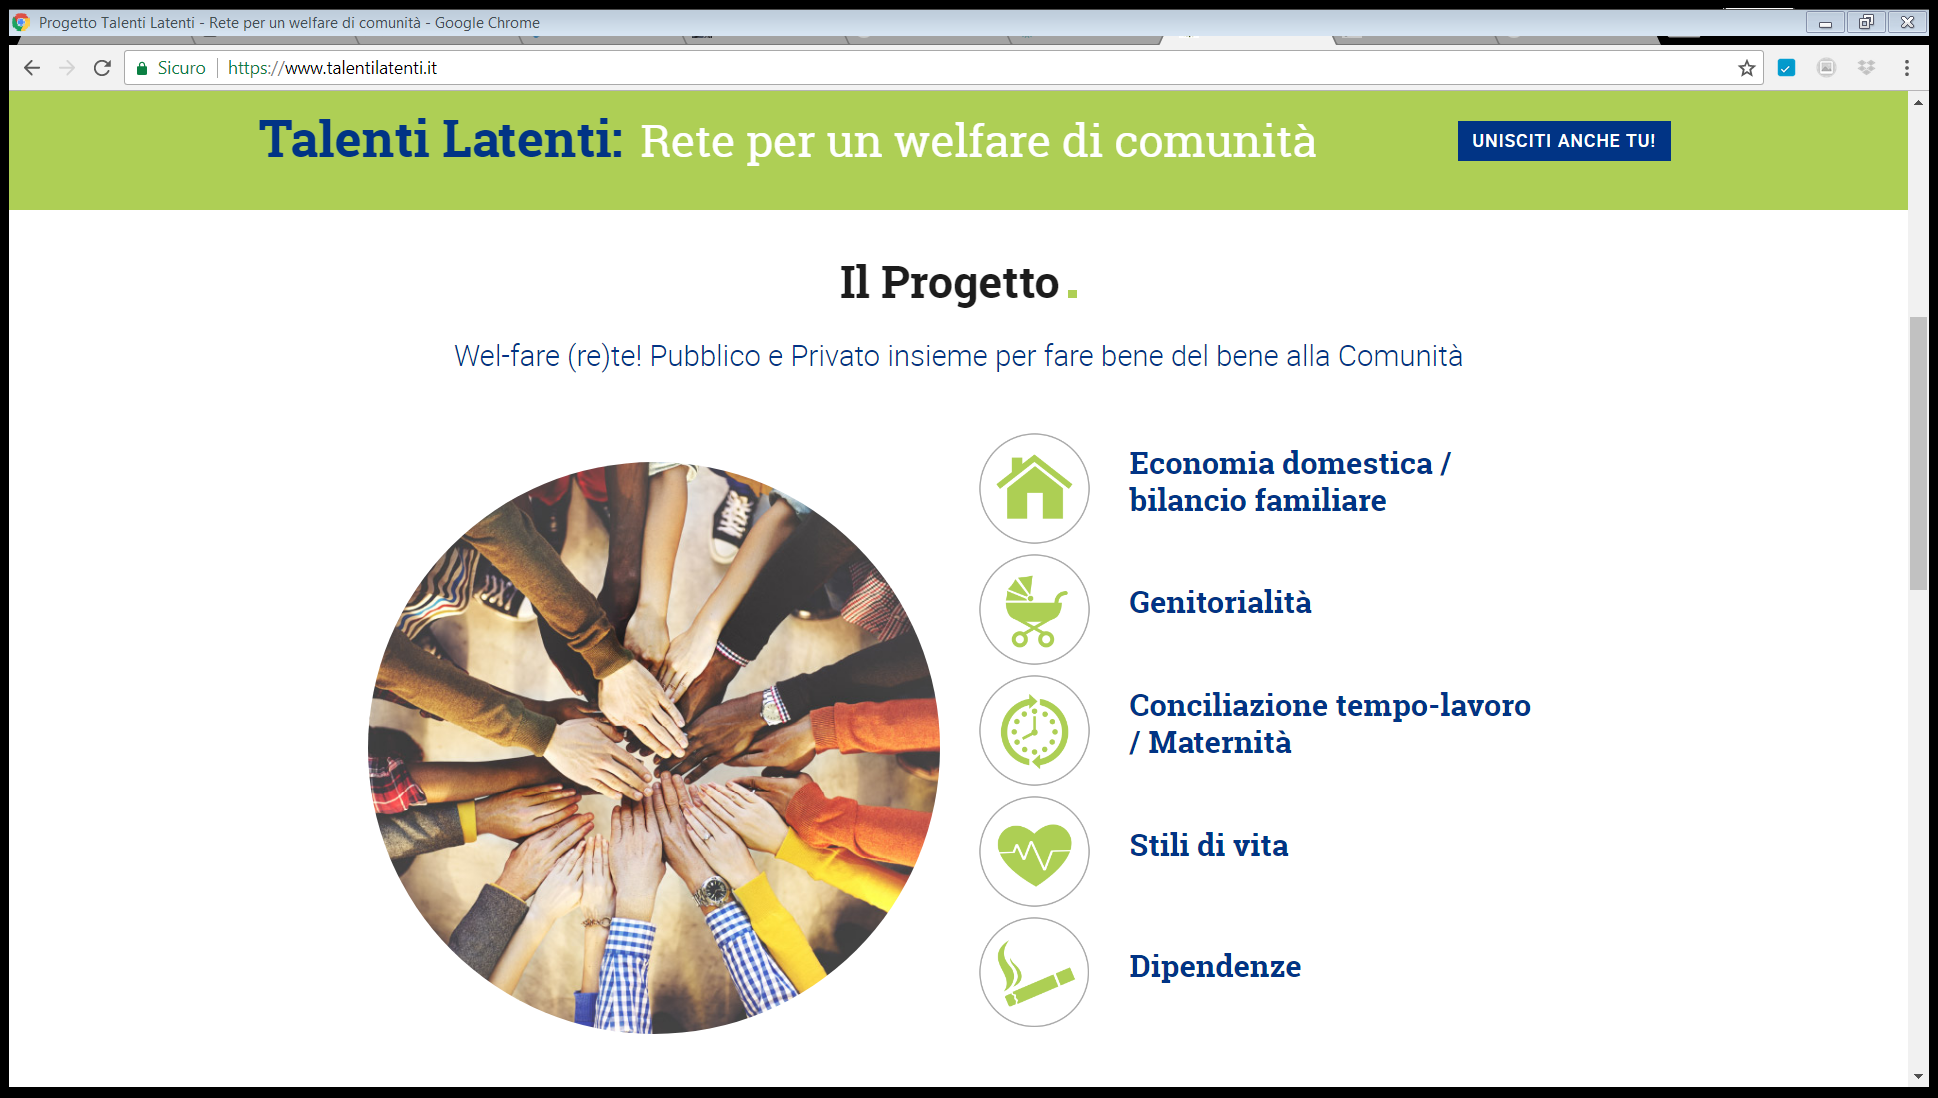 Progetto Talenti Latenti - Rete per un welfare di comunità - Google Chrome
Sicuro
https://www.talentilatenti.it
Talenti Latenti: Rete per un welfare di comunità
UNISCITI ANCHE TU!
Il Progetto.
Wel-fare (re)te! Pubblico e Privato insieme per fare bene del bene alla Comunità
Economia domestica /
bilancio familiare
Genitorialità
Conciliazione tempo-lavoro
/ Maternità
Stili di vita
Dipendenze